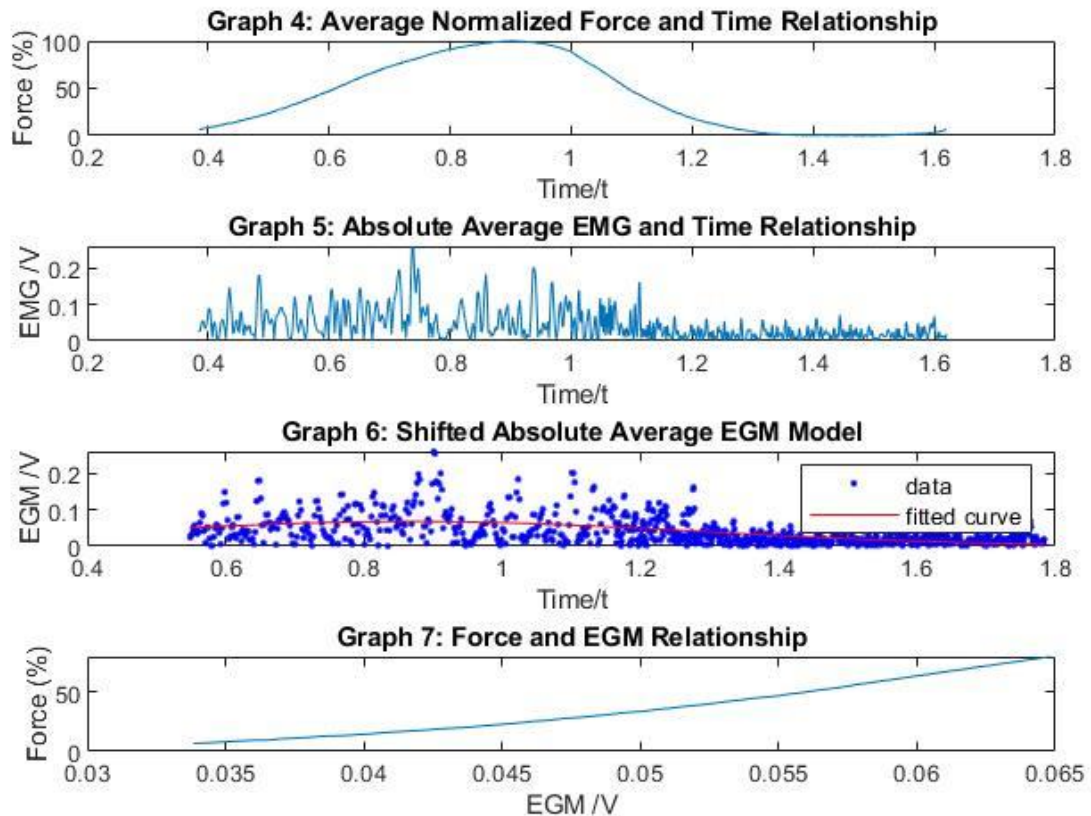 Graph 4: Average Normalized Force and Time Relationship
Force (%)
100
50
0
0.2 0.4 0.6 0.8 1 1.2 1.4 1.6 1.8
Time/t
Graph 5: Absolute Average EMG and Time Relationship
EMG /V
0.2
0.1
0
0.2 0.4 0.6 0.8 1 1.2 1.4 1.6 1.8
Time/t
Graph 6: Shifted Absolute Average EGM Model
EGM /V
0.2
0.1
0
data
fitted curve
0.4 0.6 0.8 1 1.2 1.4 1.6 1.8
Time/t
Graph 7: Force and EGM Relationship
Force (%)
50
0
0.03 0.035 0.04 0.045 0.05 0.055 0.06 0.065
EGM /V